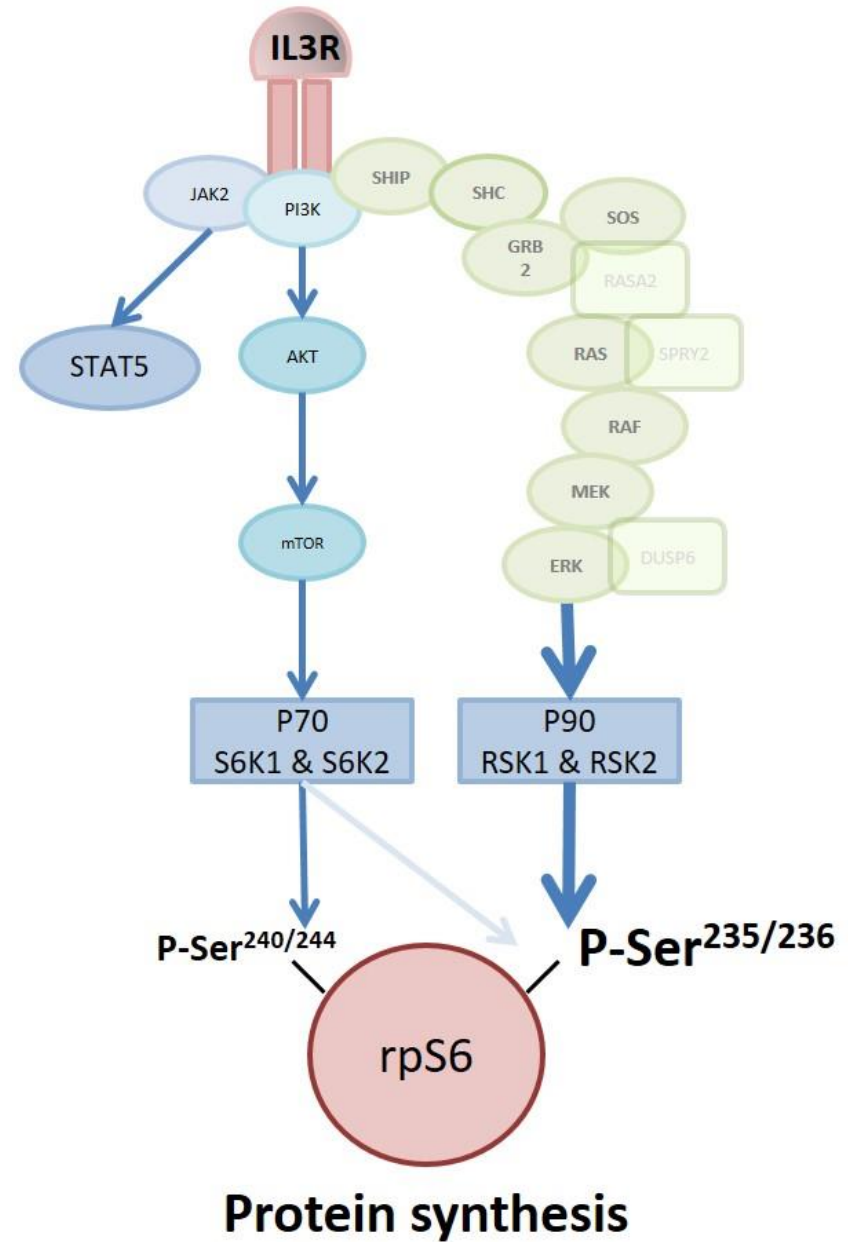 IL3R
JAK2
PI3K
SHIP
SHC
GRB
2
SOS
RASA2
STAT5
AKT
RAS
SPRY2
RAF
MEK
mTOR
ERK
DUSP6
P70
S6K1 & S6K2
P90
RSK1 & RSK2
P-Ser240/244
P-Ser235/236
rpS6
Protein synthesis